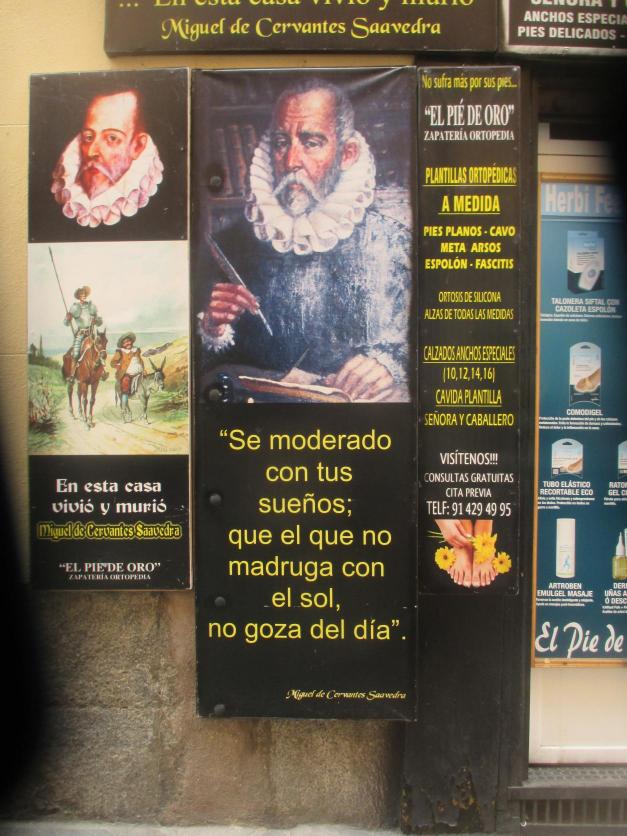 ... En esta casa vivió y murió
Miguel de Cervantes Saavedra
SEÑORA Y
ANCHOS ESPECIA
PIES DELICADOS -
En esta casa
vivió y murió
Miguel de Cervantes Saavedra
"EL PIE DE ORO"
ZAPATERÍA ORTOPEDIA
"Se moderado
con tus
sueños;
que el que no
madruga con
el sol,
no goza del día".
Miguel de Cervantes Saavedra
No sufra más por sus pies...
"EL PIÉ DE ORO"
ZAPATERÍA ORTOPEDIA
PLANTILLAS ORTOPÉDICAS
A MEDIDA
PIES PLANOS - CAVO
META ARSOS
ESPOLÓN - FASCITIS
ORTOSIS DE SILICONA
ALZAS DE TODAS LAS MEDIDAS
CALZADOS ANCHOS ESPECIALES
(10,12,14,16)
CAVIDA PLANTILLA
SEÑORA Y CABALLERO
VISÍTENOS!!!
CONSULTAS GRATUITAS
CITA PREVIA
TELF: 91 429 49 95
Herbi Fe
TALONERA SIFTAL CON
CAZOLETA ESPOLÓN
COMODIGEL
TUBO ELÁSTICO
RECORTABLE ECO
ARTROBEN
EMULGEL MASAJE
El Pie de